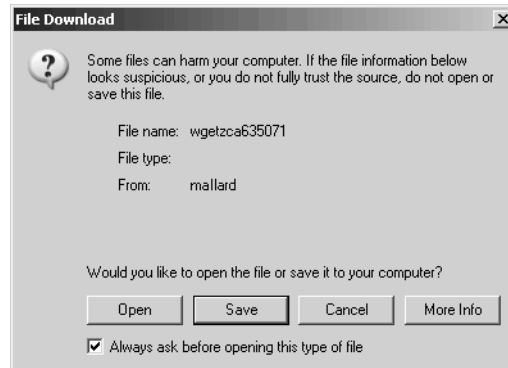 File Download
Some files can harm your computer. If the file information below
looks suspicious, or you do not fully trust the source, do not open or
save this file.
File name: wgetzca635071
File type:
From: mallard
Would you like to open the file or save it to your computer?
Open Save Cancel More Info
Always ask before opening this type of file